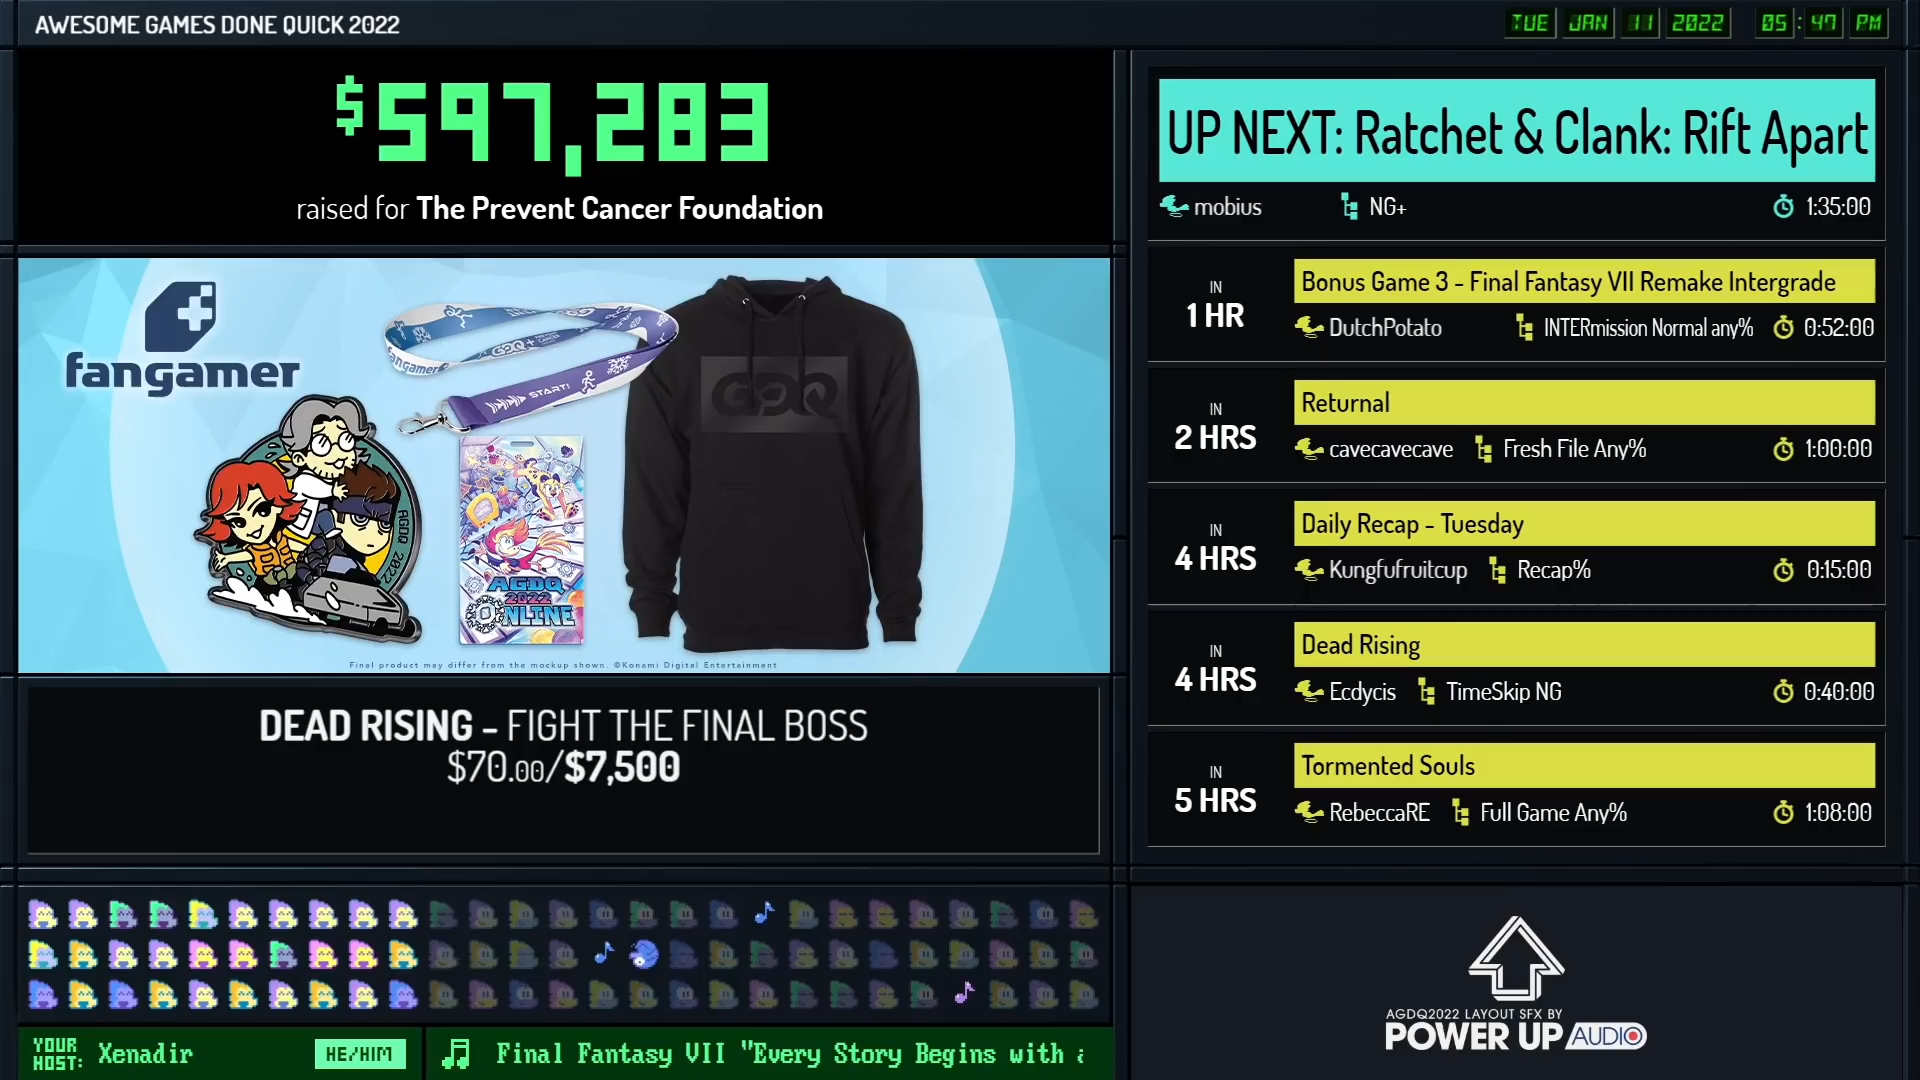 AWESOME GAMES DONE QUICK 2022
TUE JAN 11 2022 05:47 PM
$597,283
raised for The Prevent Cancer Foundation
fangamer
fangamer
GDQ
START!
GDQ
AGDQ 2022
AGDQ
2022
ONLINE
Final product may differ from the mockup shown. ©Konami Digital Entertainment
DEAD RISING - FIGHT THE FINAL BOSS
$70.00/$7,500
UP NEXT: Ratchet & Clank: Rift Apart
mobius NG+ 1:35:00
IN
1 HR
Bonus Game 3 - Final Fantasy VII Remake Intergrade
DutchPotato INTERmission Normal any% 0:52:00
IN
2 HRS
Returnal
cavecavecave Fresh File Any% 1:00:00
IN
4 HRS
Daily Recap - Tuesday
Kungfufruitcup Recap% 0:15:00
IN
4 HRS
Dead Rising
Ecdycis TimeSkip NG 0:40:00
IN
5 HRS
Tormented Souls
RebeccaRE Full Game Any% 1:08:00
YOUR
HOST:
Xenadir HE/HIM
Final Fantasy VII "Every Story Begins with
AGDQ2022 LAYOUT SFX BY
POWER UP AUDIO